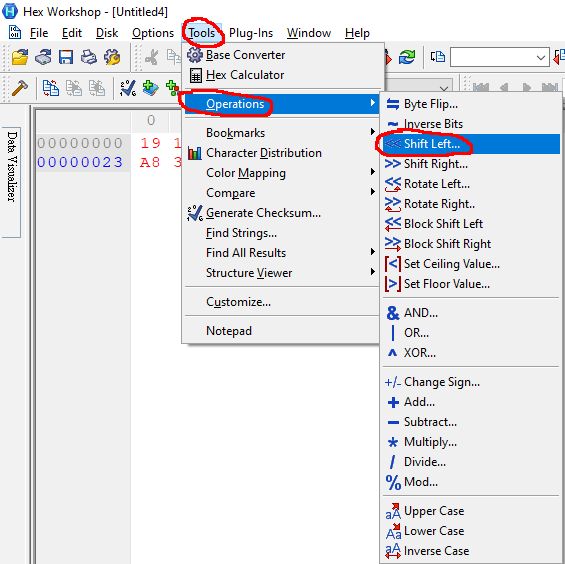 Hex Workshop - [Untitled4]
File Edit Disk Options Tools Plug-Ins Window Help
Base Converter
Hex Calculator
Operations
Bookmarks
Character Distribution
Color Mapping
Compare
Generate Checksum...
Find Strings...
Find All Results
Structure Viewer
Customize...
Notepad
Byte Flip...
Inverse Bits
Shift Left...
Shift Right...
Rotate Left...
Rotate Right..
Block Shift Left
Block Shift Right
Set Ceiling Value...
Set Floor Value...
& AND...
| OR...
^ XOR...
+/- Change Sign...
+ Add...
− Subtract...
* Multiply...
/ Divide...
% Mod...
aA Upper Case
Aa Lower Case
aA Inverse Case
Data Visualizer
0
00000000 19 1
00000023 A8 3